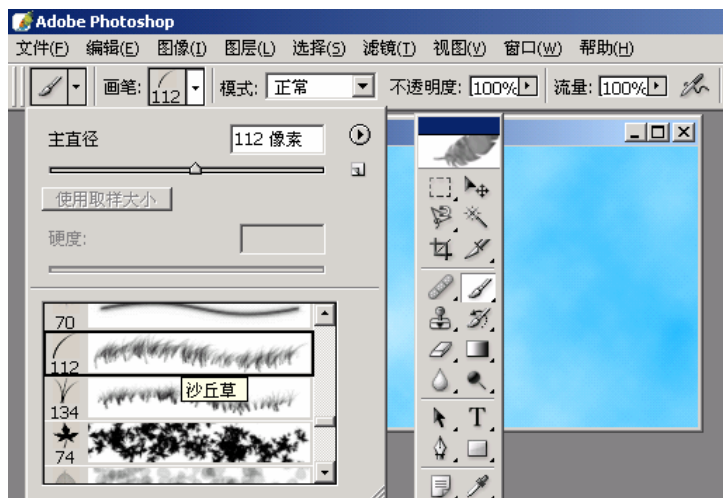 Adobe Photoshop
文件(F) 编辑(E) 图像(I) 图层(L) 选择(S) 滤镜(T) 视图(V) 窗口(W) 帮助(H)
画笔: 112 模式: 正常 不透明度: 100% 流量: 100%
主直径 112 像素
使用取样大小
硬度:
70
112
沙丘草
134
74
T